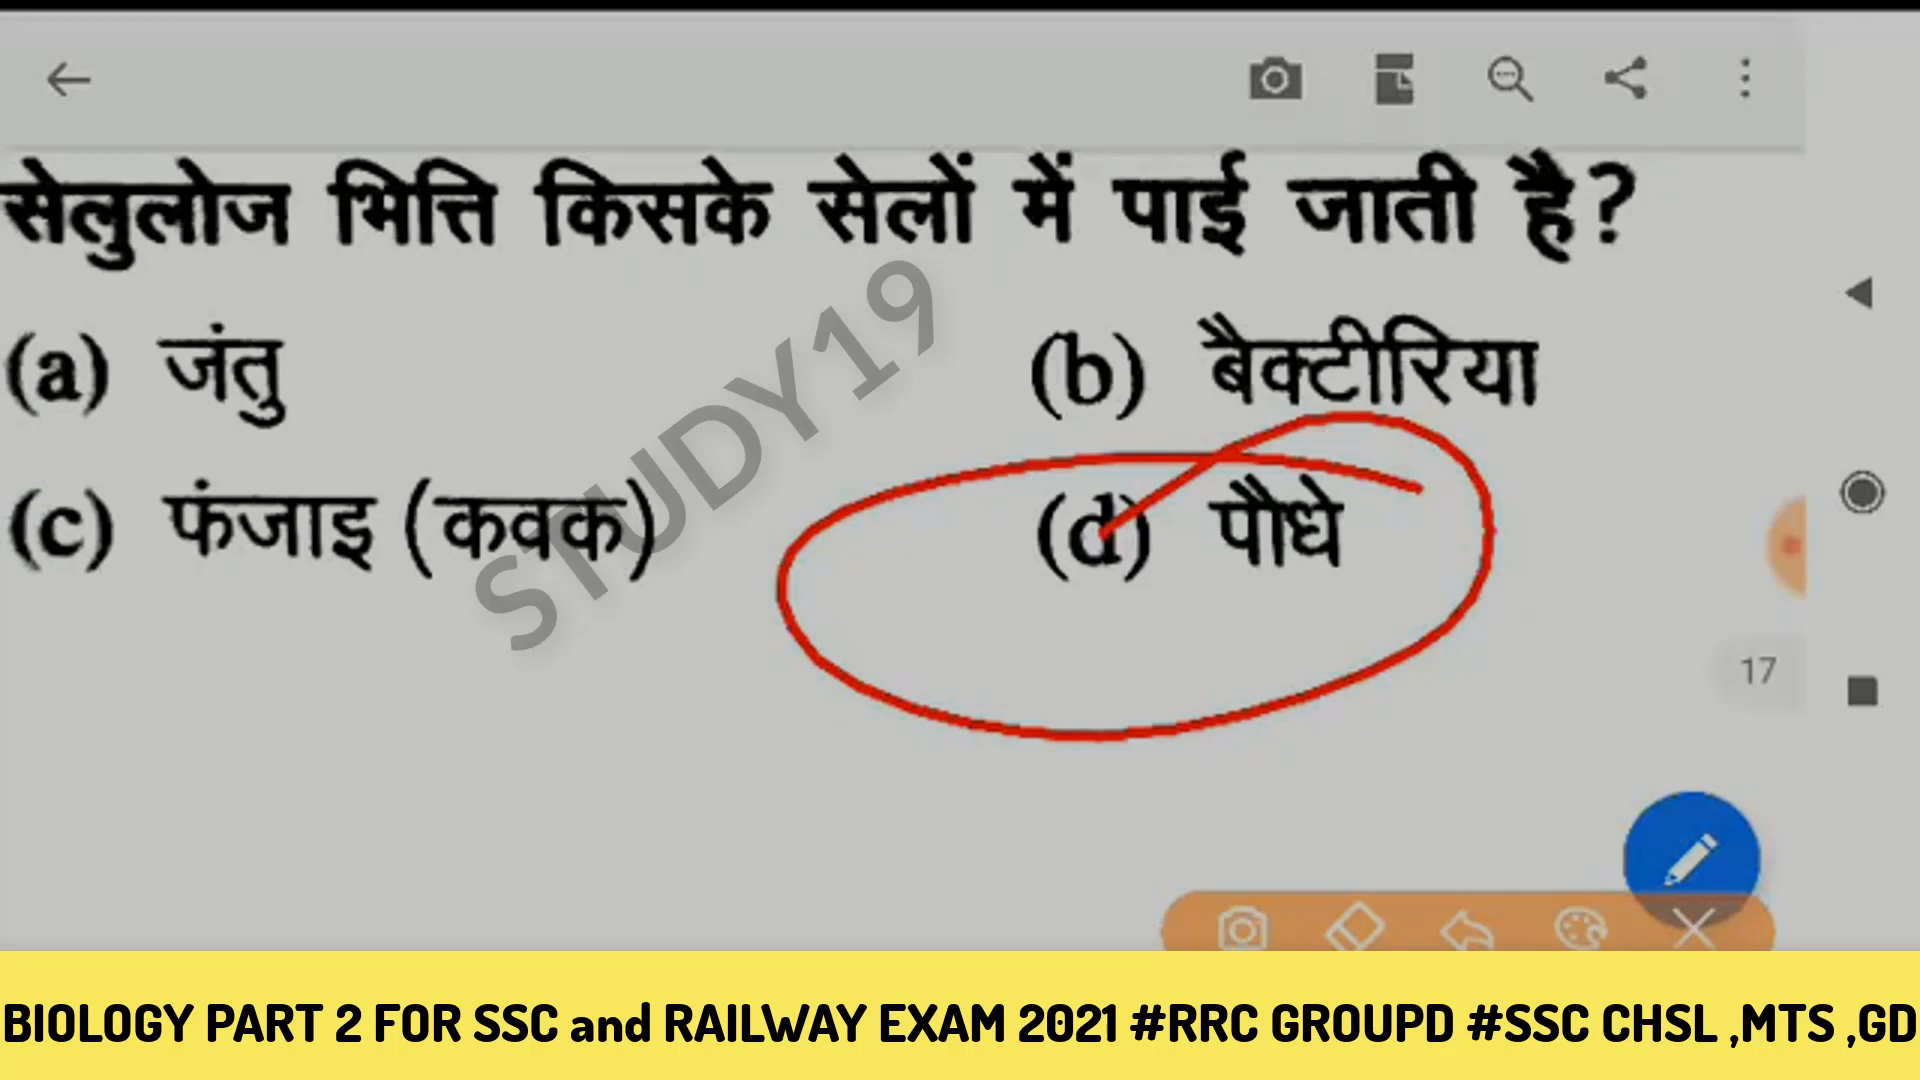 सेलुलोज भित्ति किसके सेलों में पाई जाती है?
(a) जंतु
(b) बैक्टीरिया
(c) फंजाइ (कवक)
(d) पौधे
STUDY19
17
BIOLOGY PART 2 FOR SSC and RAILWAY EXAM 2021 #RRC GROUPD #SSC CHSL ,MTS ,GD